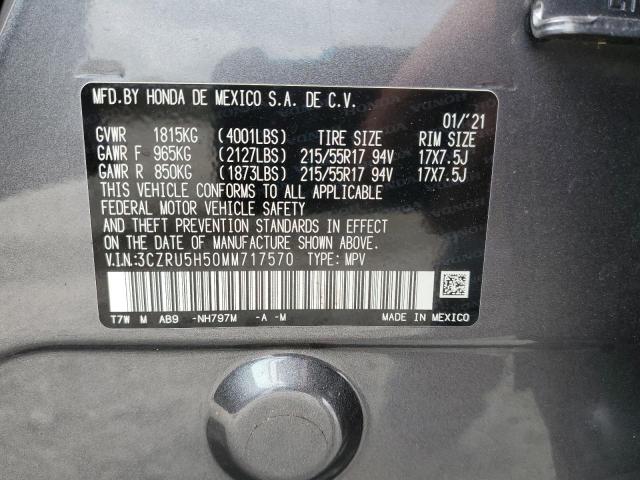 MFD.BY HONDA DE MEXICO S.A. DE C.V.
01/'21
GVWR 1815KG (4001LBS) TIRE SIZE RIM SIZE
GAWR F 965KG (2127LBS) 215/55R17 94V 17X7.5J
GAWR R 850KG (1873LBS) 215/55R17 94V 17X7.5J
THIS VEHICLE CONFORMS TO ALL APPLICABLE
FEDERAL MOTOR VEHICLE SAFETY
AND THEFT PREVENTION STANDARDS IN EFFECT
ON THE DATE OF MANUFACTURE SHOWN ABOVE.
V.I.N.:3CZRU5H50MM717570 TYPE: MPV
T7W M AB9 -NH797M -A -M MADE IN MEXICO